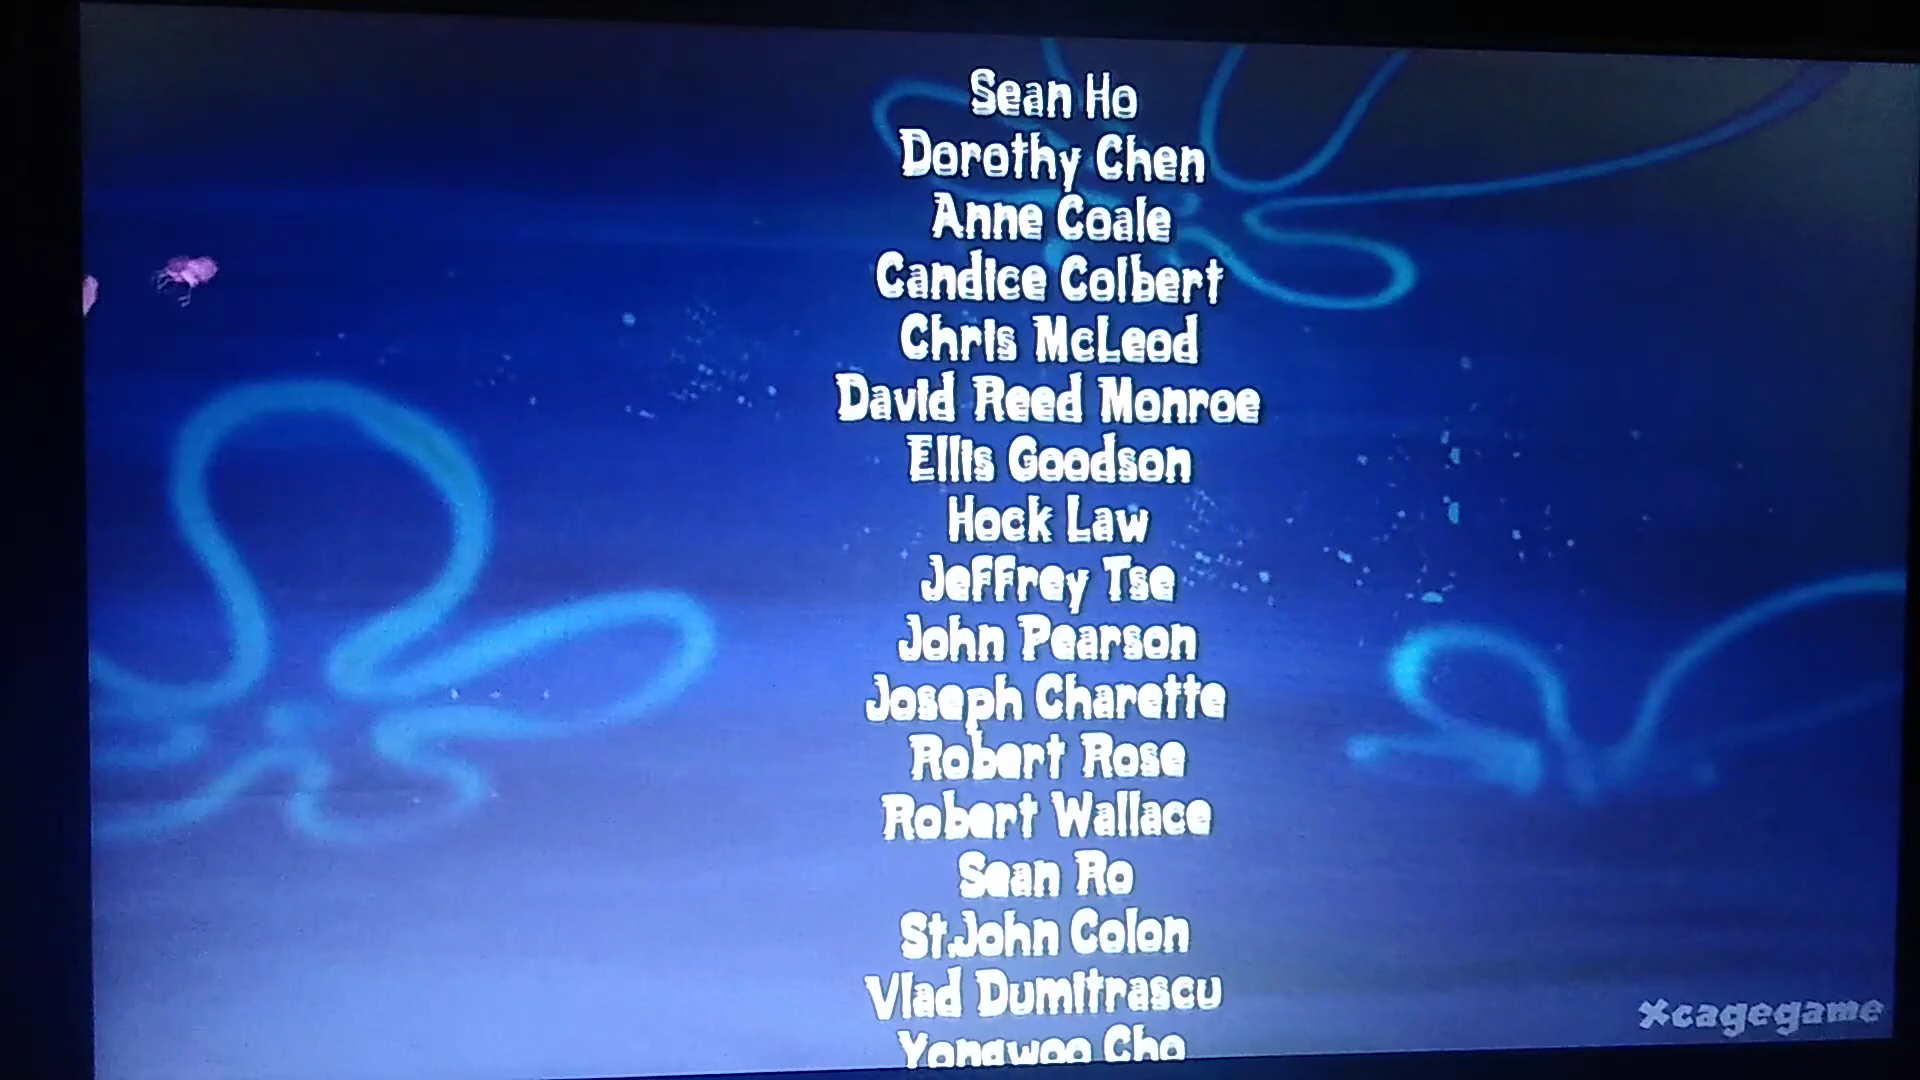 Sean Ho
Dorothy Chen
Anne Coale
Candice Colbert
Chris McLeod
David Reed Monroe
Ellis Goodson
Hock Law
Jeffrey Tse
John Pearson
Joseph Charette
Robert Rose
Robert Wallace
Sean Ro
St.John Colon
Vlad Dumitrascu
Yongwoo Cho
Xcagegame